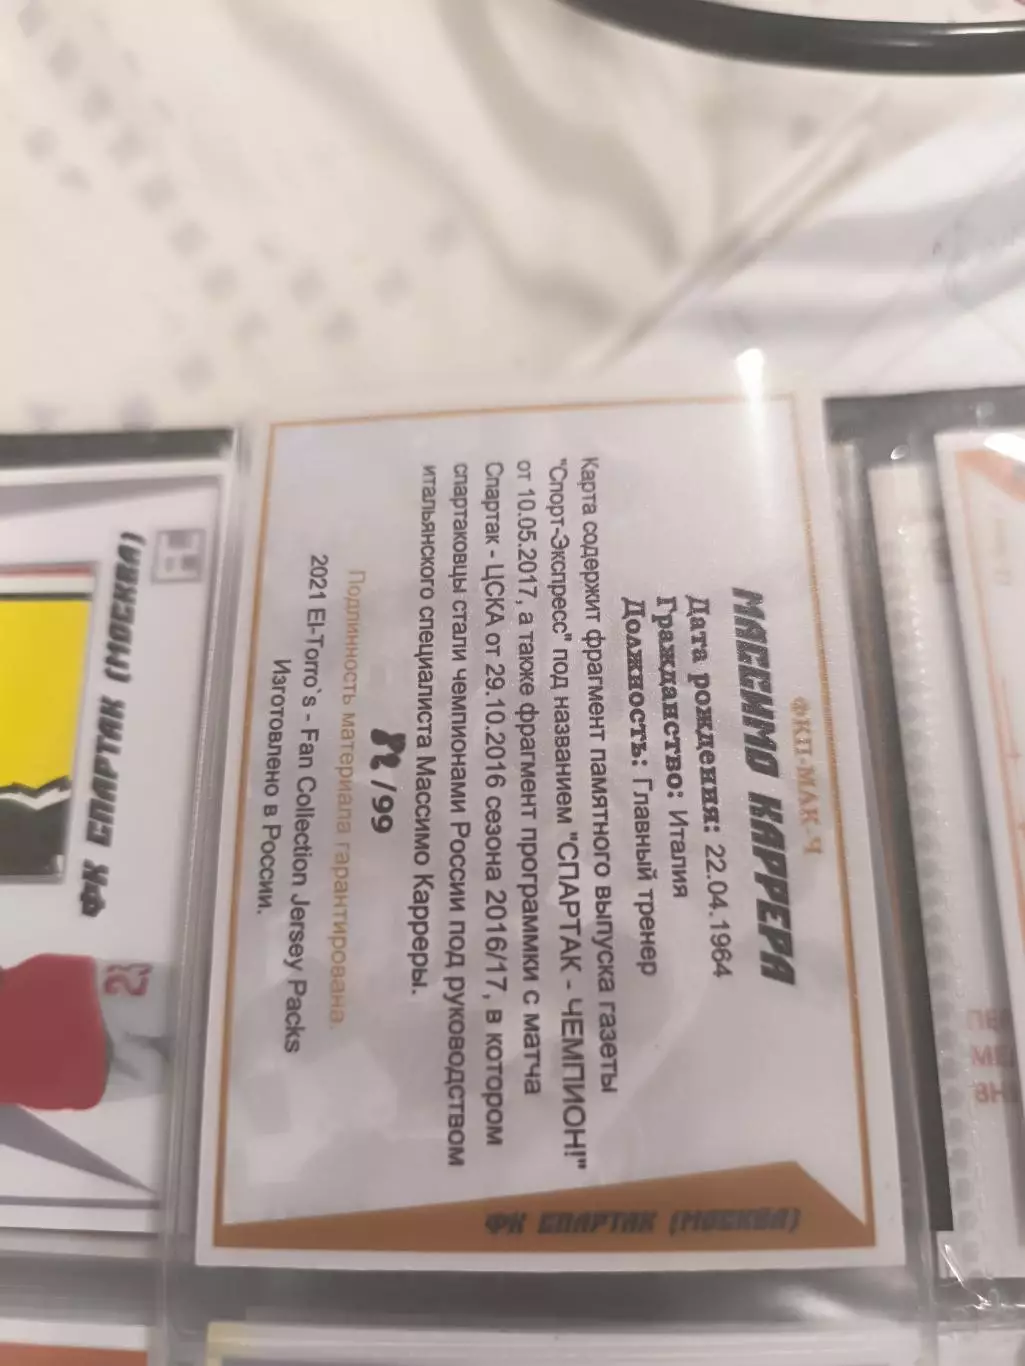 ФКП-МАК-Ч
МАССИМО КАРРЕРА
Дата рождения: 22.04.1964
Гражданство: Италия
Должность: Главный тренер
Карта содержит фрагмент памятного выпуска газеты
"Спорт-Экспресс" под названием "СПАРТАК - ЧЕМПИОН!"
от 10.05.2017, а также фрагмент программки с матча
Спартак - ЦСКА от 29.10.2016 сезона 2016/17, в котором
спартаковцы стали чемпионами России под руководством
итальянского специалиста Массимо Карреры.
/99
Подлинность материала гарантирована.
2021 El-Torro`s - Fan Collection Jersey Packs
Изготовлено в России.
ФК СПАРТАК (МОСКВА)
ФК СПАРТАК (МОСКВА)